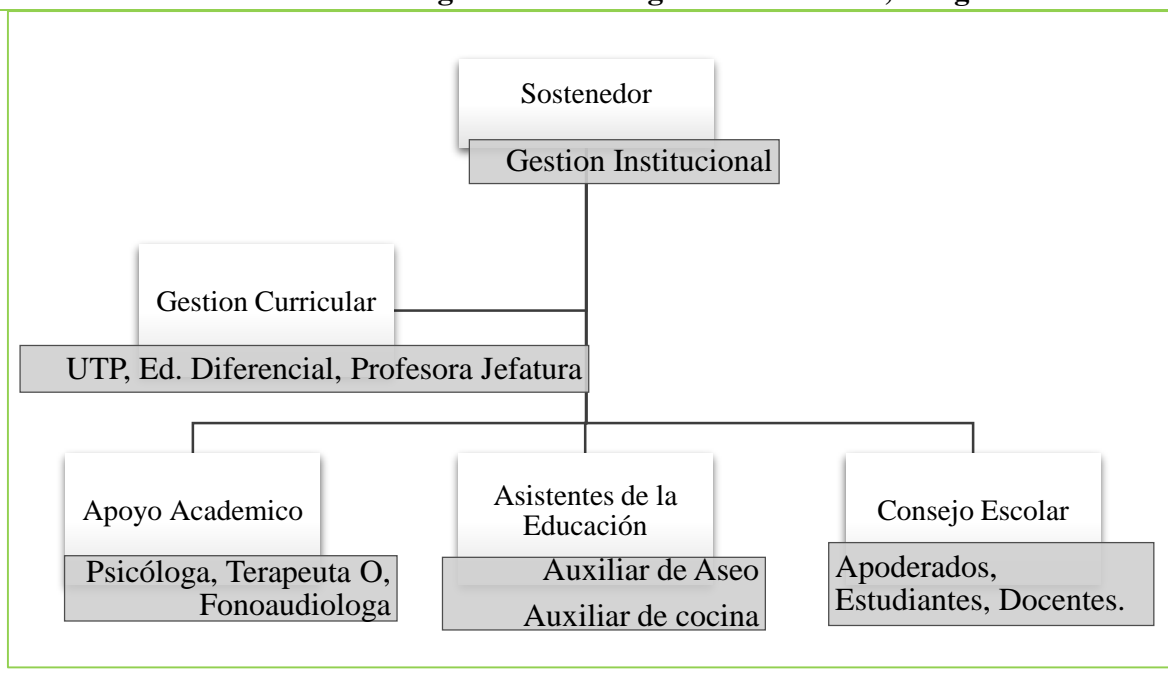 Sostenedor
Gestion Institucional
Gestion Curricular
UTP, Ed. Diferencial, Profesora Jefatura
Apoyo Academico
Psicóloga, Terapeuta O,
Fonoaudiologa
Asistentes de la
Educación
Auxiliar de Aseo
Auxiliar de cocina
Consejo Escolar
Apoderados,
Estudiantes, Docentes.